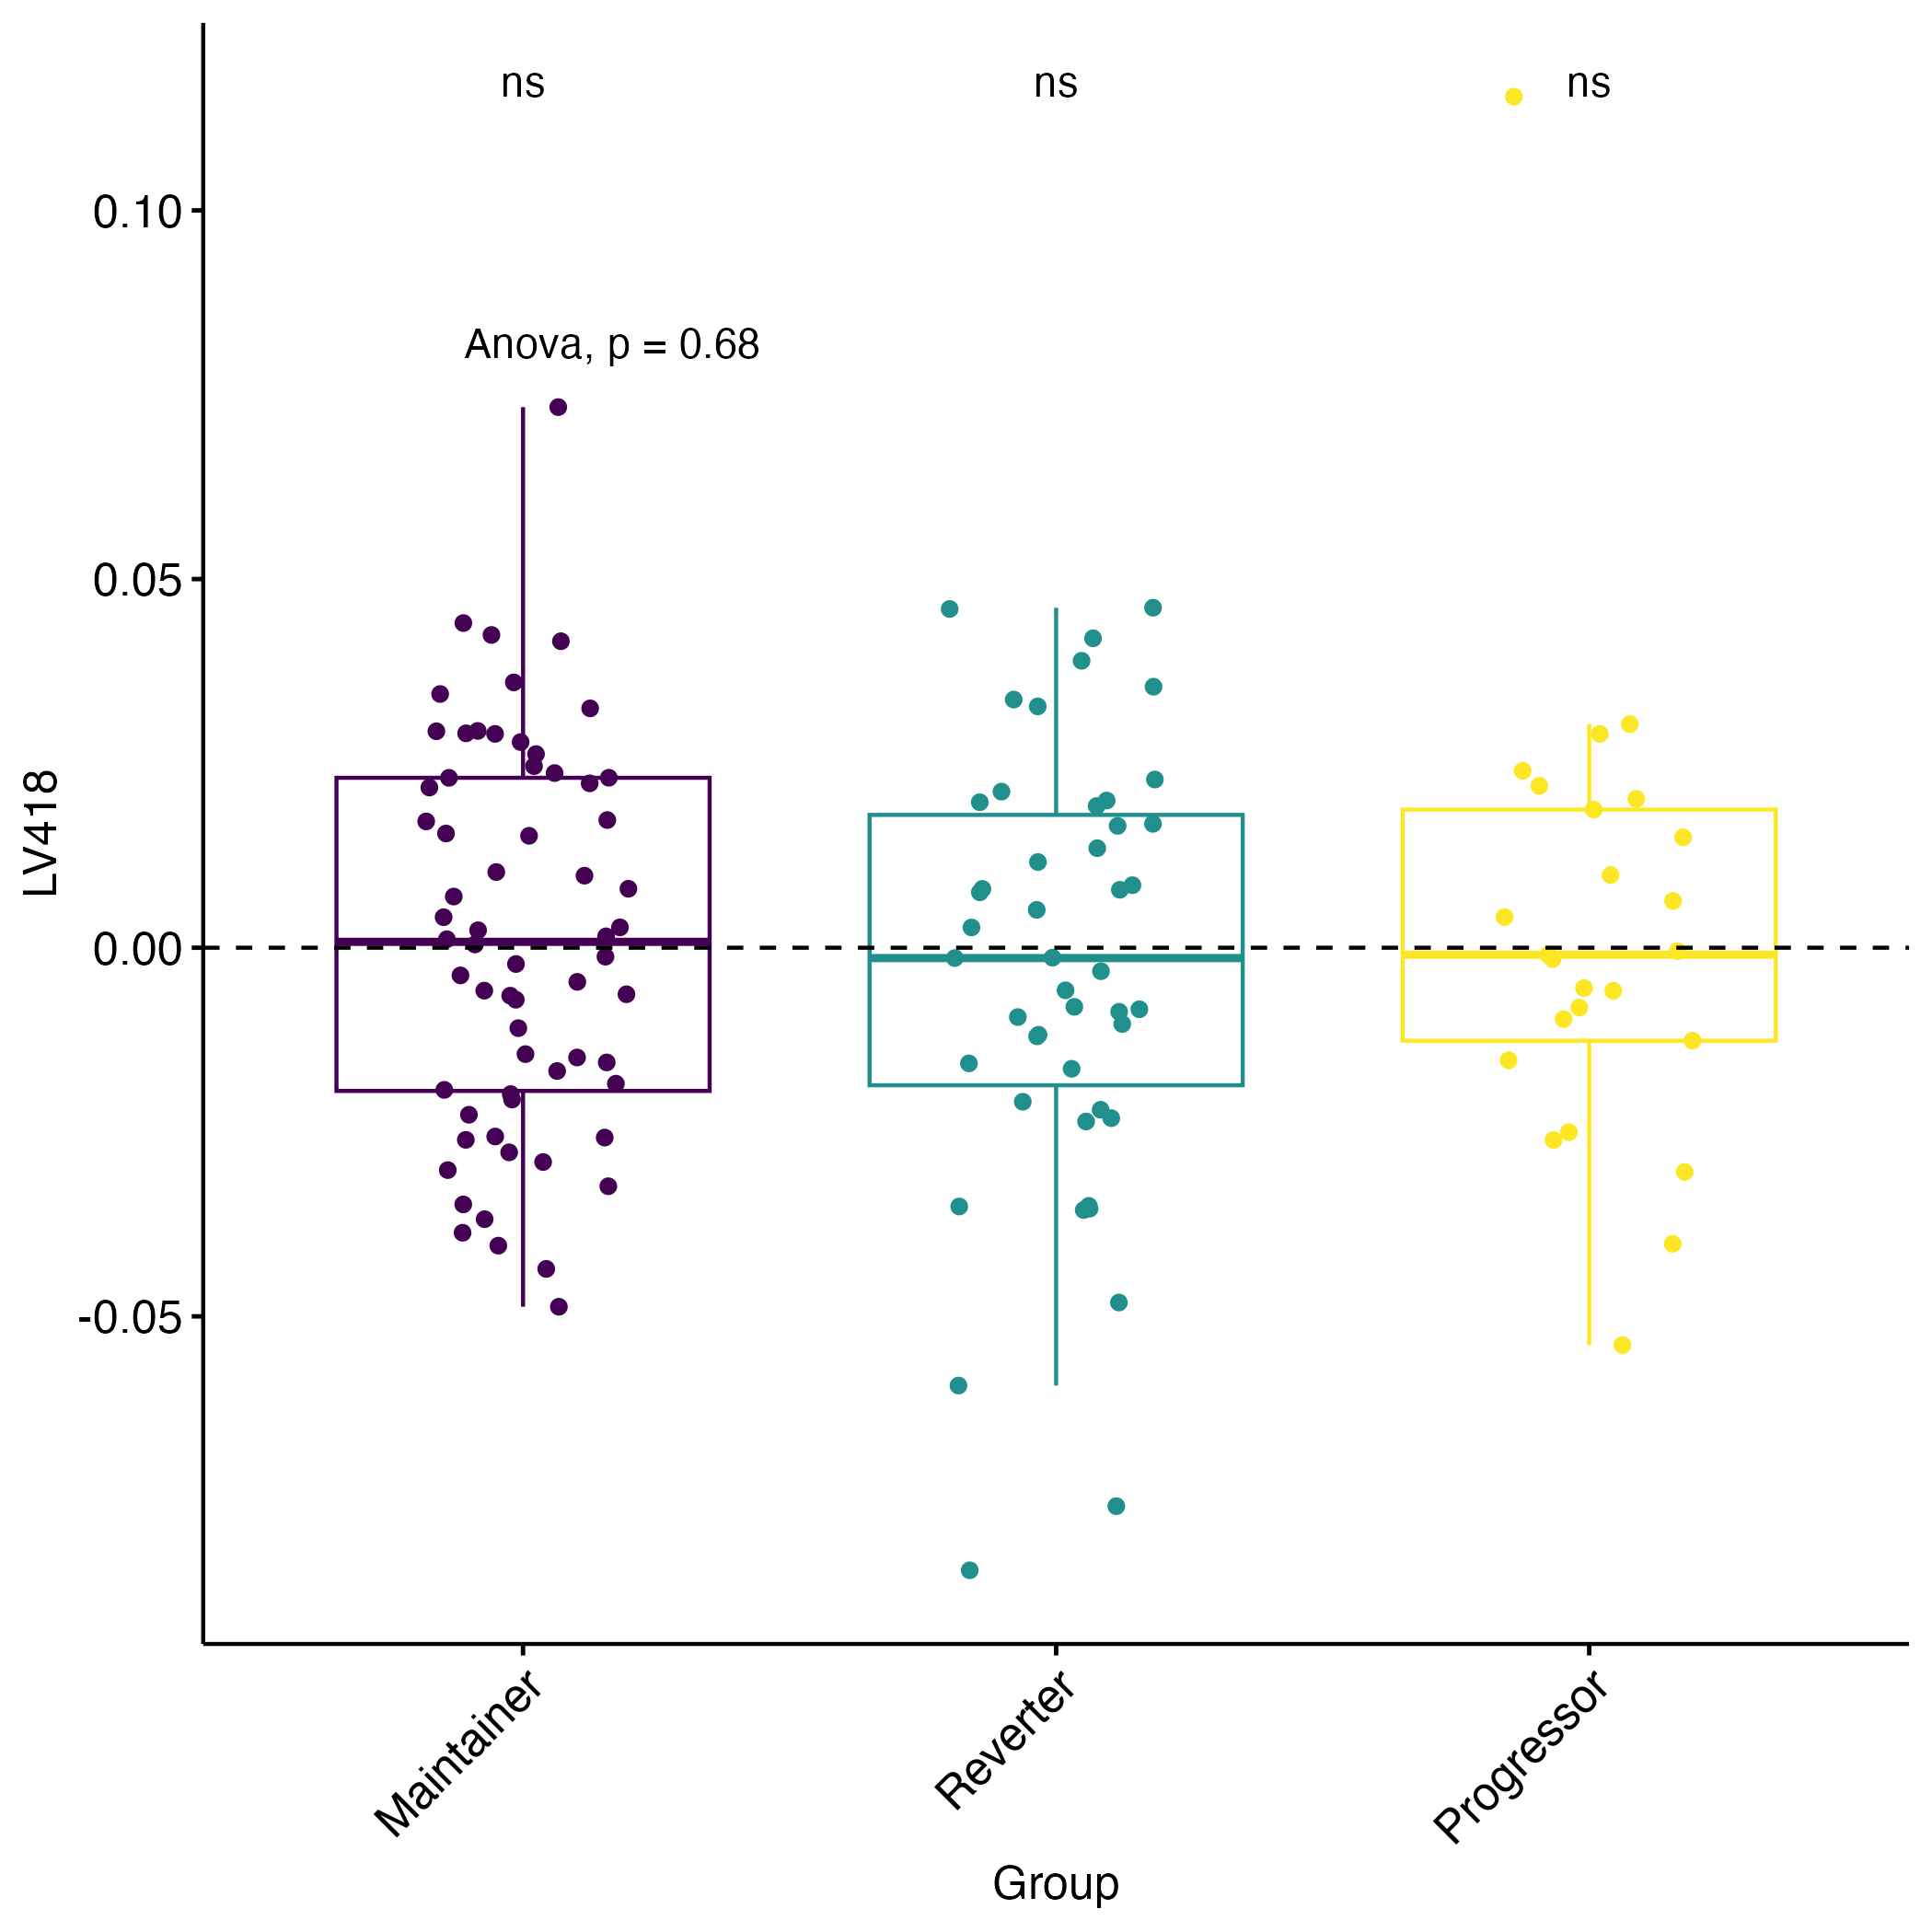 ns ns ns
0.10
Anova, p = 0.68
0.05
LV418
0.00
-0.05
Maintainer Reverter Progressor
Group